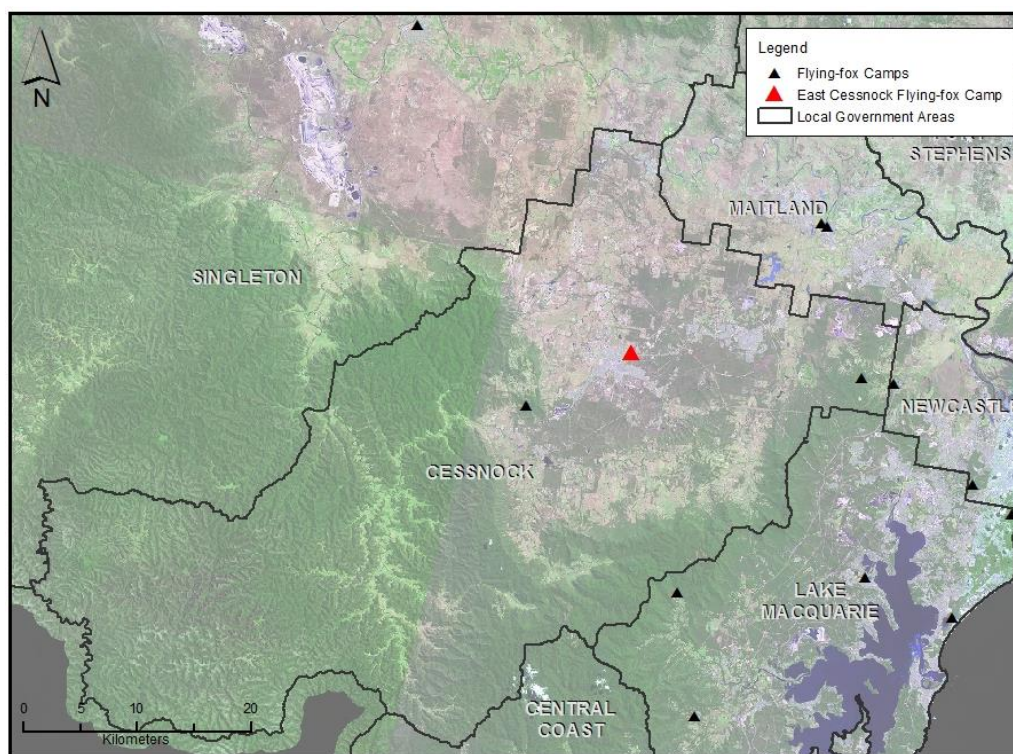 N
Legend
Flying-fox Camps
East Cessnock Flying-fox Camp
Local Government Areas
STEPHENS
MAITLAND
SINGLETON
NEWCASTL
CESSNOCK
LAKE
MACQUARIE
CENTRAL
COAST
0 5 10 20
Kilometers